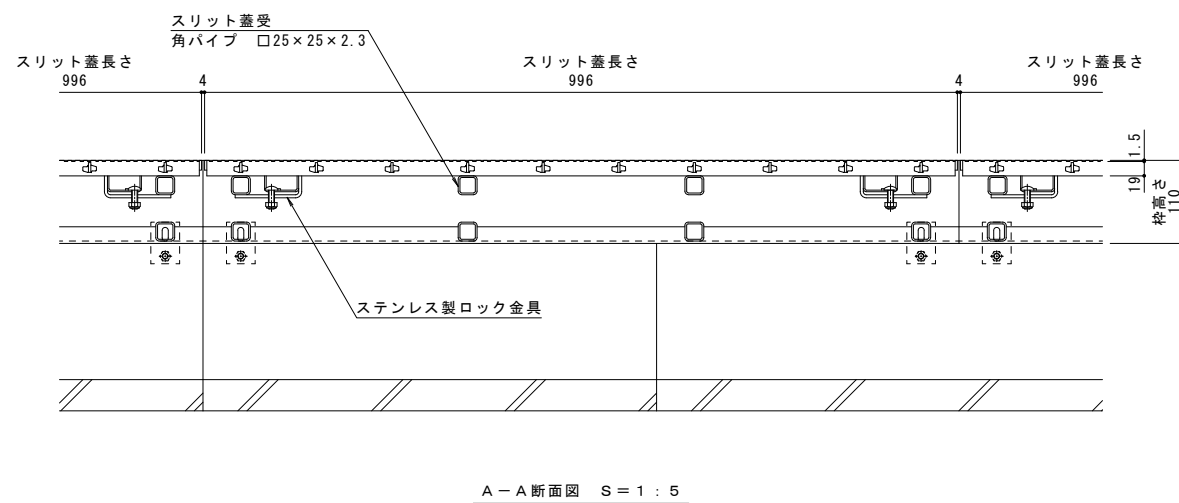 スリット蓋受
角パイプ　□25×25×2.3
スリット蓋長さ
996
4
スリット蓋長さ
996
4
スリット蓋長さ
996
1.5
19
枠高さ
110
ステンレス製ロック金具
A－A断面図　S＝1：5